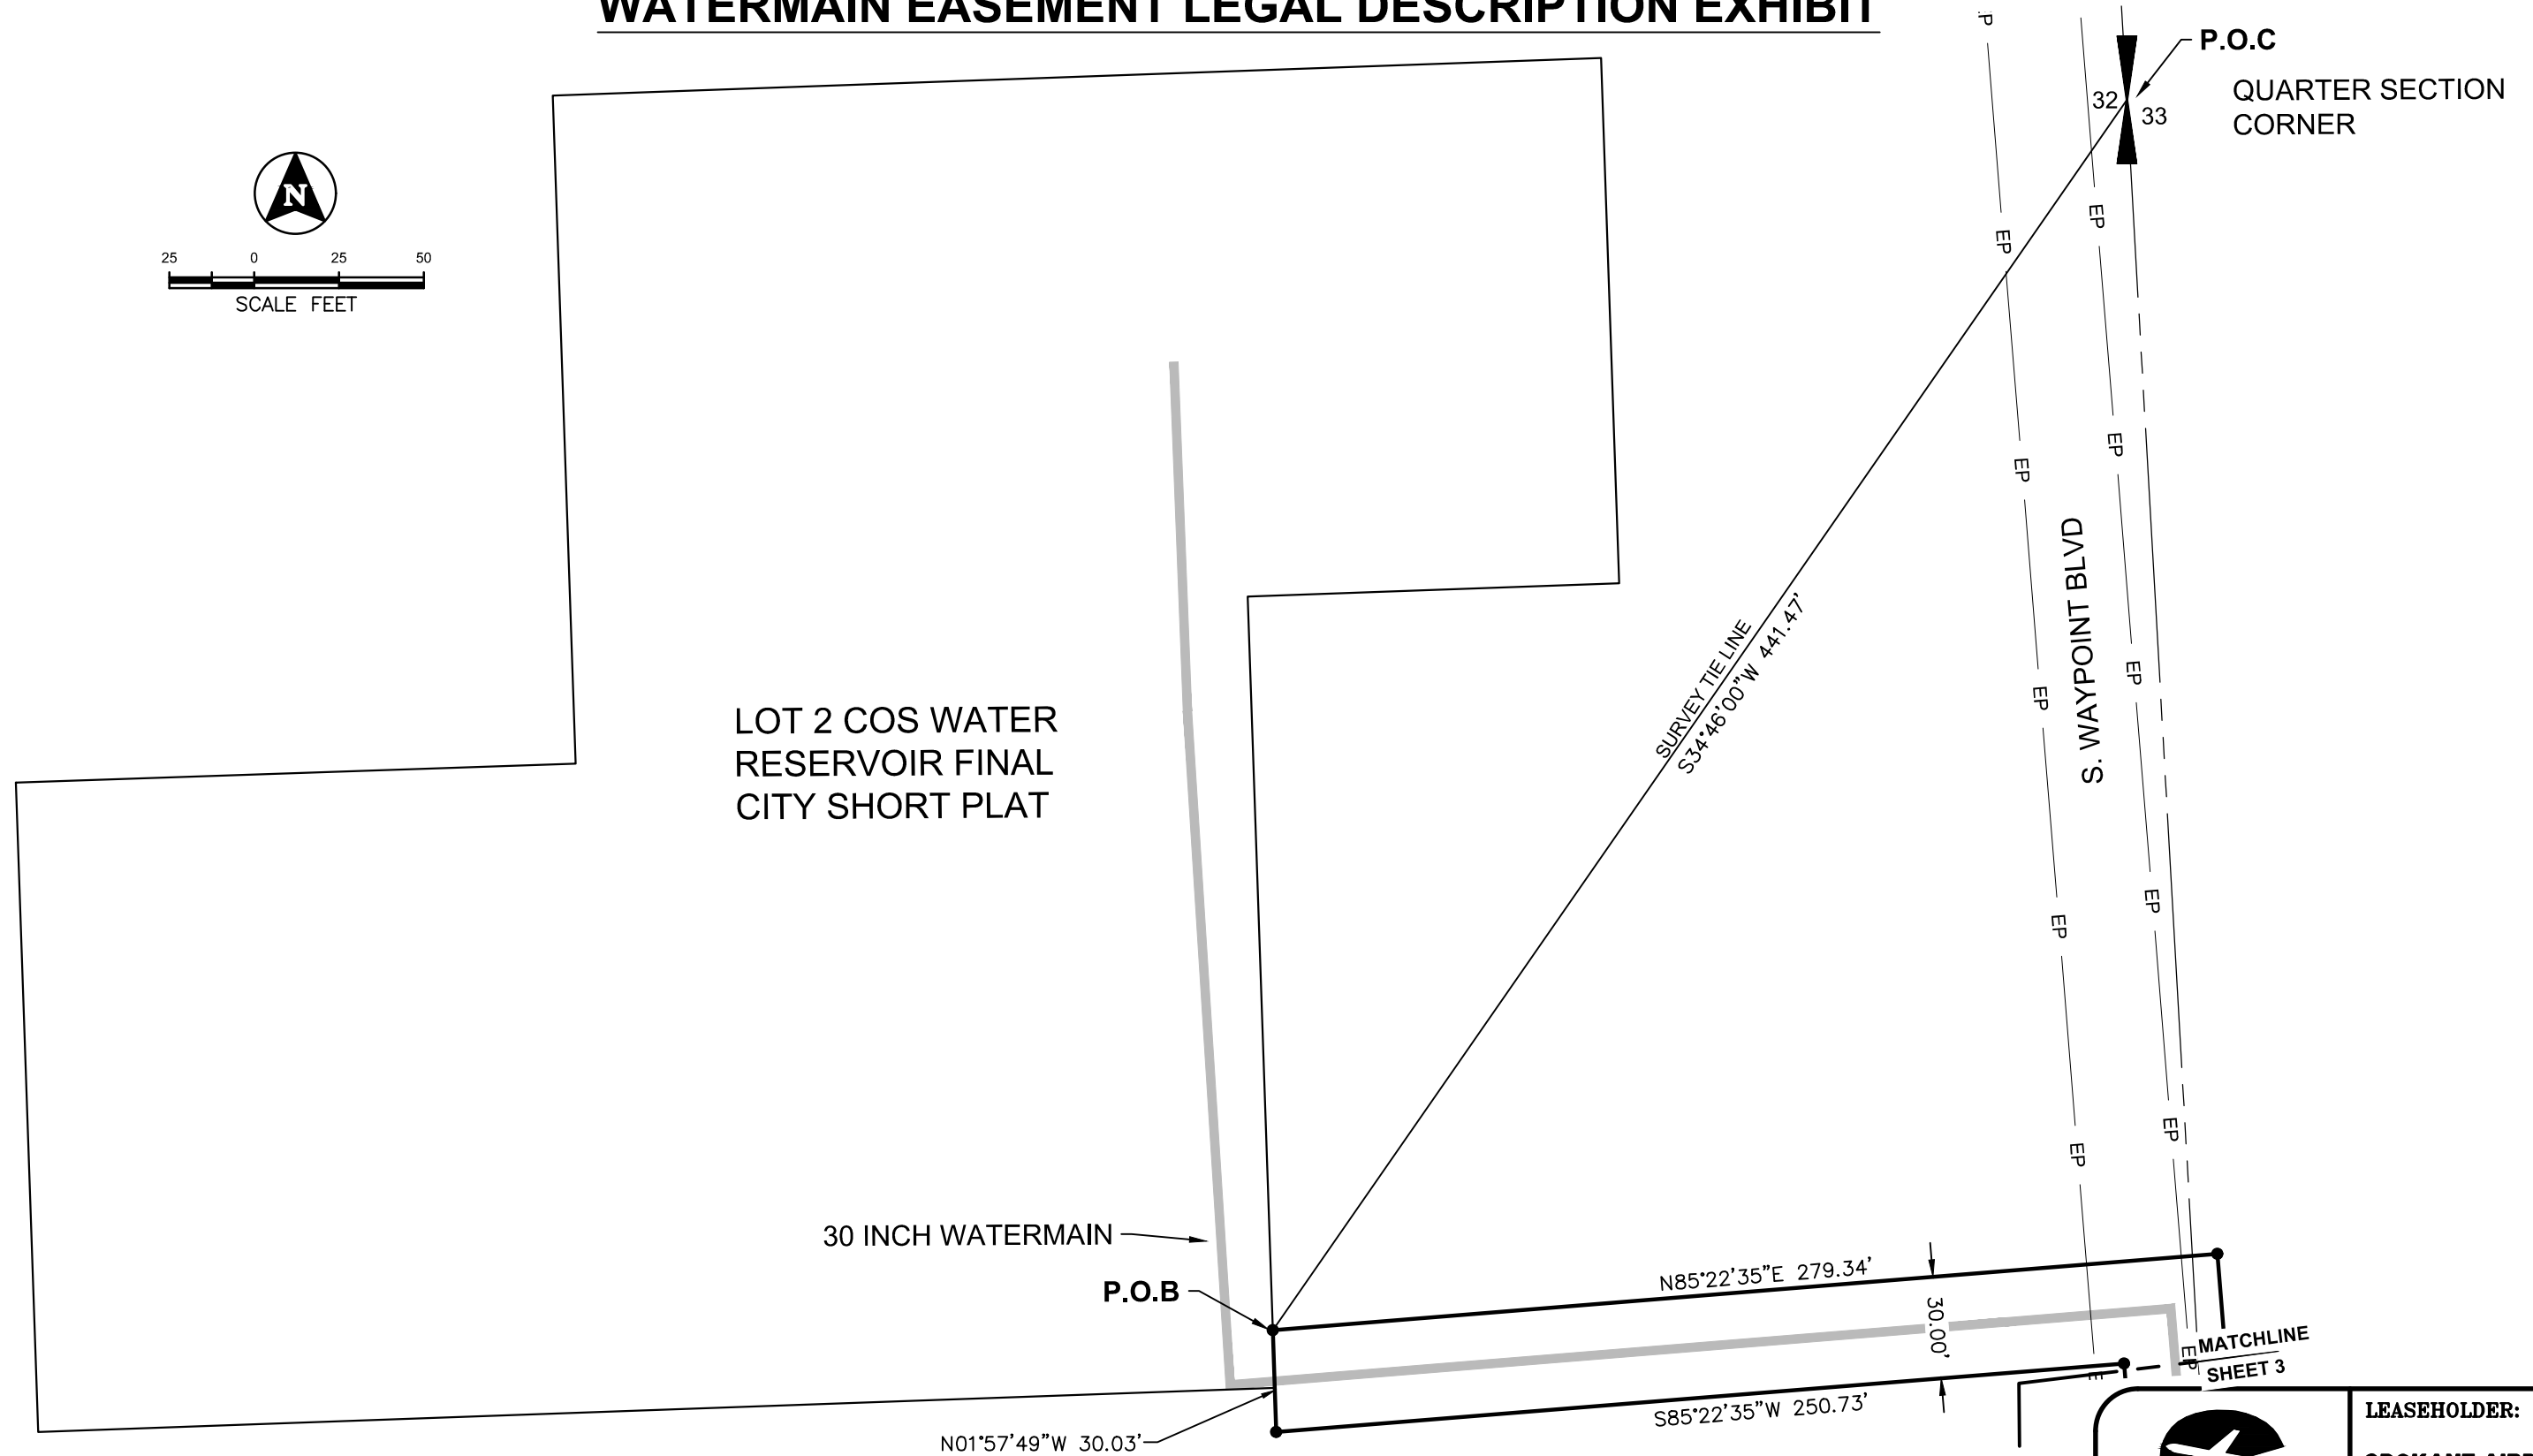 WATERMAIN EASEMENT LEGAL DESCRIPTION EXHIBIT
P.O.C
QUARTER SECTION
CORNER
32
33
N
25 0 25 50
SCALE FEET
EP
EP
EP
EP
EP
EP
EP
EP
EP
EP
EP
S. WAYPOINT BLVD
SURVEY TIE LINE
S34°46'00"W 441.47'
LOT 2 COS WATER
RESERVOIR FINAL
CITY SHORT PLAT
30 INCH WATERMAIN
P.O.B
N85°22'35"E 279.34'
30.00'
MATCHLINE
SHEET 3
S85°22'35"W 250.73'
N01°57'49"W 30.03'
LEASEHOLDER: